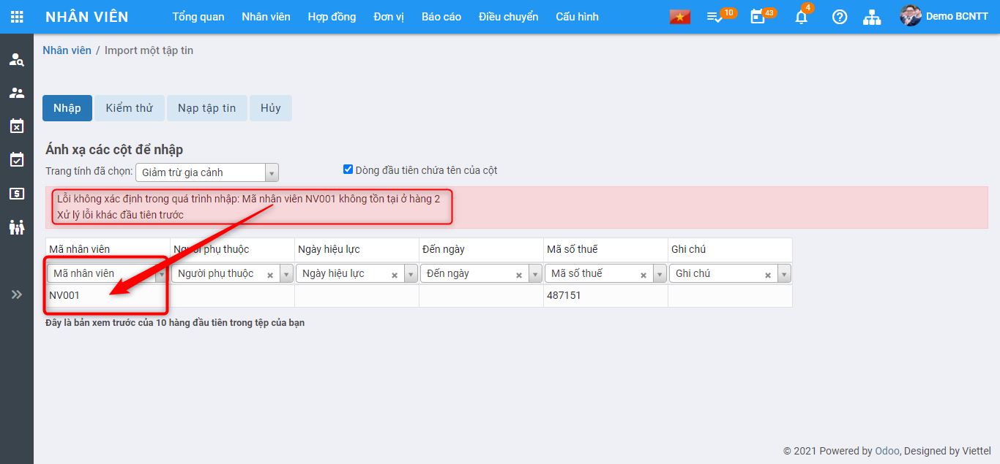 NHÂN VIÊN Tổng quan Nhân viên Hợp đồng Đơn vị Báo cáo Điều chuyển Cấu hình 10 43 4 Demo BCNTT
Nhân viên / Import một tập tin
Nhập Kiểm thử Nạp tập tin Hủy
Ánh xạ các cột để nhập
Trang tính đã chọn: Giảm trừ gia cảnh Dòng đầu tiên chứa tên của cột
Lỗi không xác định trong quá trình nhập: Mã nhân viên NV001 không tồn tại ở hàng 2
Xử lý lỗi khác đầu tiên trước
Mã nhân viên Người phụ thuộc Ngày hiệu lực Đến ngày Mã số thuế Ghi chú
Mã nhân viên Người phụ thuộc Ngày hiệu lực Đến ngày Mã số thuế Ghi chú
NV001 487151
Đây là bản xem trước của 10 hàng đầu tiên trong tệp của bạn
© 2021 Powered by Odoo, Designed by Viettel